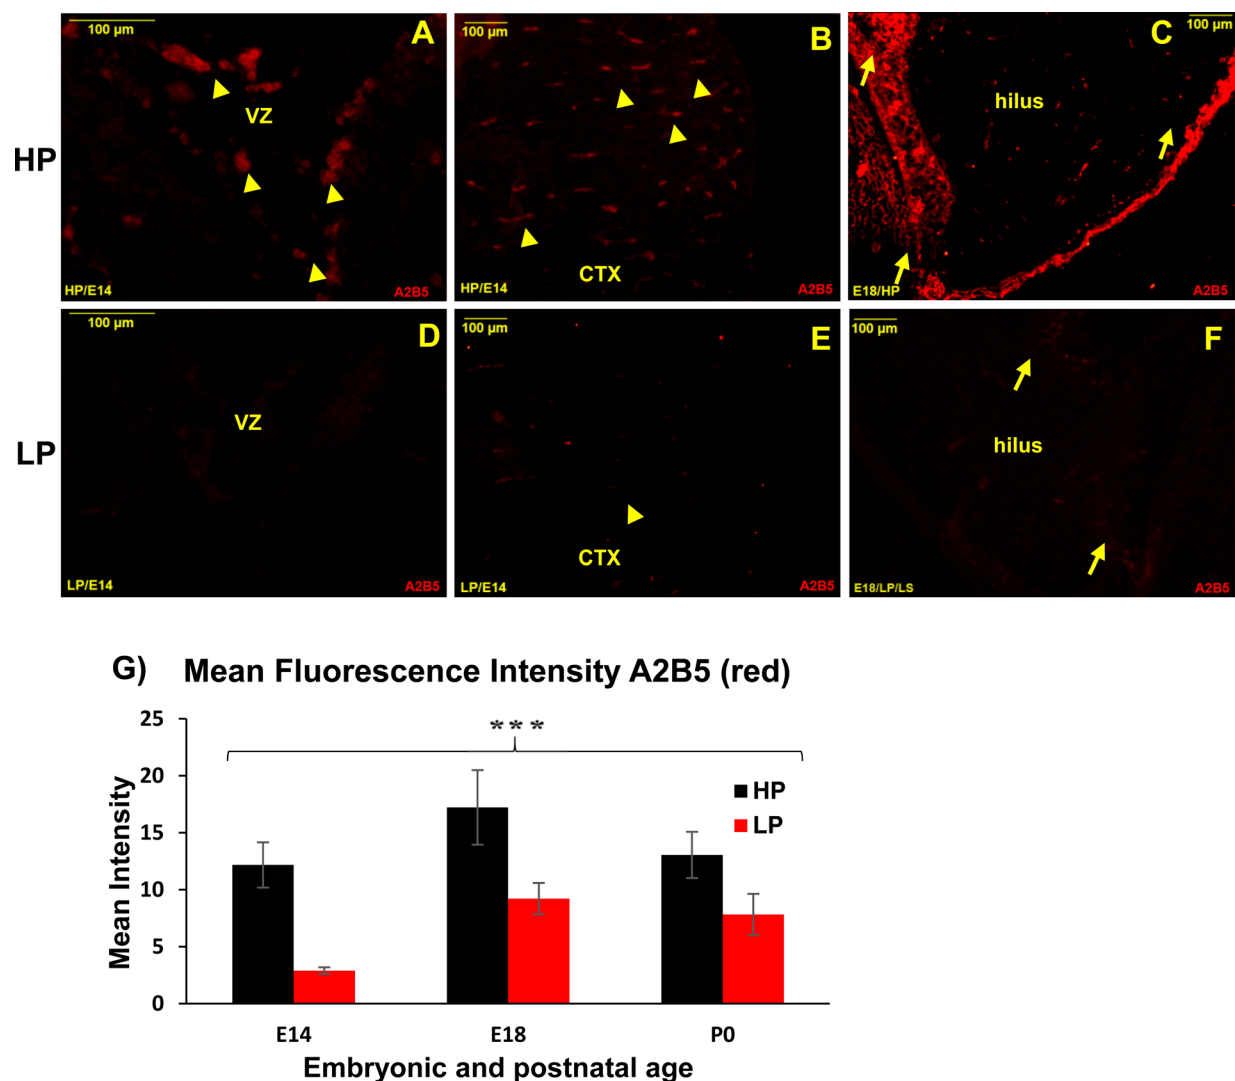 100 µm
A
VZ
HP/E14
A2B5
100 µm
B
CTX
HP/E14
A2B5
100 µm
C
hilus
E18/HP
A2B5
HP
100 µm
D
VZ
LP/E14
A2B5
100 µm
E
CTX
LP/E14
A2B5
100 µm
F
hilus
E18/LP/LS
A2B5
LP
G) Mean Fluorescence Intensity A2B5 (red)
***
25
20
15
10
5
0
Mean Intensity
HP
LP
E14 E18 P0
Embryonic and postnatal age